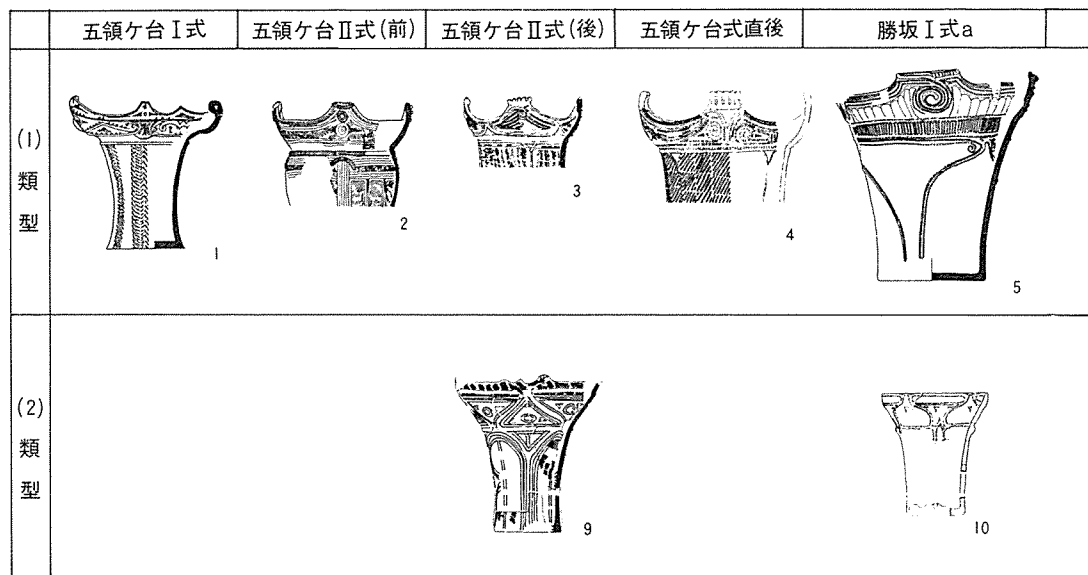 五領ケ台Ⅰ式
五領ケ台Ⅱ式(前)
五領ケ台Ⅱ式(後)
五領ケ台式直後
勝坂Ⅰ式a
(1)類型
1
2
3
4
5
(2)類型
9
10